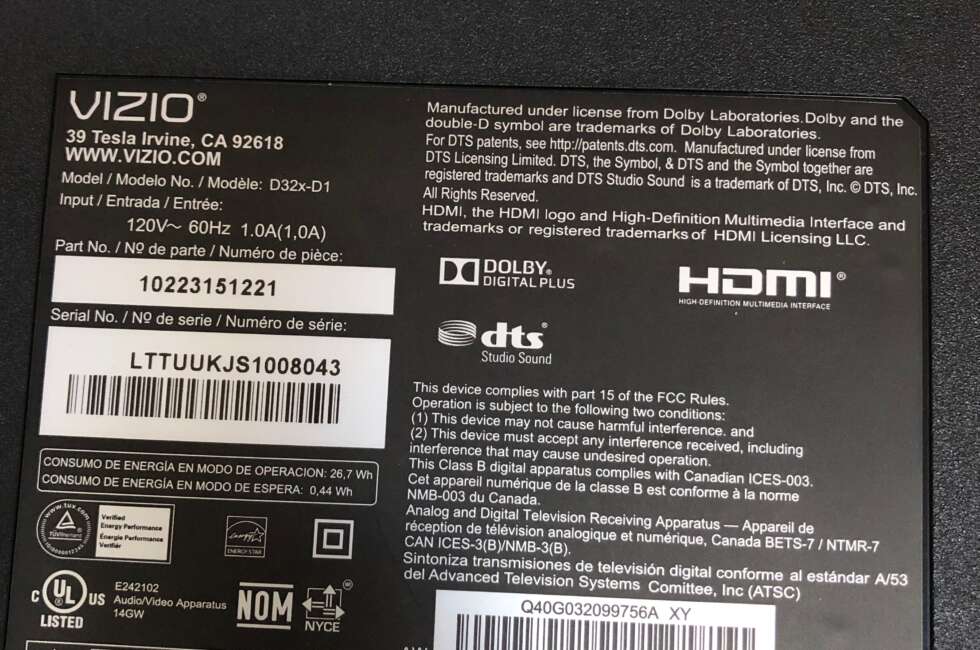 VIZIO®
39 Tesla Irvine, CA 92618
WWW.VIZIO.COM
Model / Modelo No. / Modèle: D32x-D1
Input / Entrada / Entrée:
120V～ 60Hz 1.0A(1,0A)
Part No. / Nº de parte / Numéro de pièce:
10223151221
Serial No. / Nº de serie / Numéro de série:
LTTUUKJS1008043
CONSUMO DE ENERGÍA EN MODO DE OPERACION: 26,7 Wh
CONSUMO DE ENERGÍA EN MODO DE ESPERA: 0,44 Wh
www.tuv.com
TÜVRheinland
Verified
Energy Performance
Énergie Performance
Vérifier
energy
ENERGY STAR
C UL US
LISTED
E242102
Audio/Video Apparatus
14GW
NOM
NYCE
Manufactured under license from Dolby Laboratories.Dolby and the
double-D symbol are trademarks of Dolby Laboratories.
For DTS patents, see http://patents.dts.com. Manufactured under license from
DTS Licensing Limited. DTS, the Symbol, & DTS and the Symbol together are
registered trademarks and DTS Studio Sound is a trademark of DTS, Inc. © DTS, Inc.
All Rights Reserved.
HDMI, the HDMI logo and High-Definition Multimedia Interface and
trademarks or registered trademarks of HDMI Licensing LLC.
DOLBY®
DIGITAL PLUS
HDMI®
HIGH-DEFINITION MULTIMEDIA INTERFACE
dts®
Studio Sound
This device complies with part 15 of the FCC Rules.
Operation is subject to the following two conditions:
(1) This device may not cause harmful interference. and
(2) This device must accept any interference received, including
interference that may cause undesired operation.
This Class B digital apparatus complies with Canadian ICES-003.
Cet appareil numérique de la classe B est conforme à la norme
NMB-003 du Canada.
Analog and Digital Television Receiving Apparatus — Appareil de
réception de télévision analogique et numérique, Canada BETS-7 / NTMR-7
CAN ICES-3(B)/NMB-3(B).
Sintoniza transmisiones de televisión digital conforme al estándar A/53
del Advanced Television Systems Comittee, Inc (ATSC)
Q40G032099756A XY